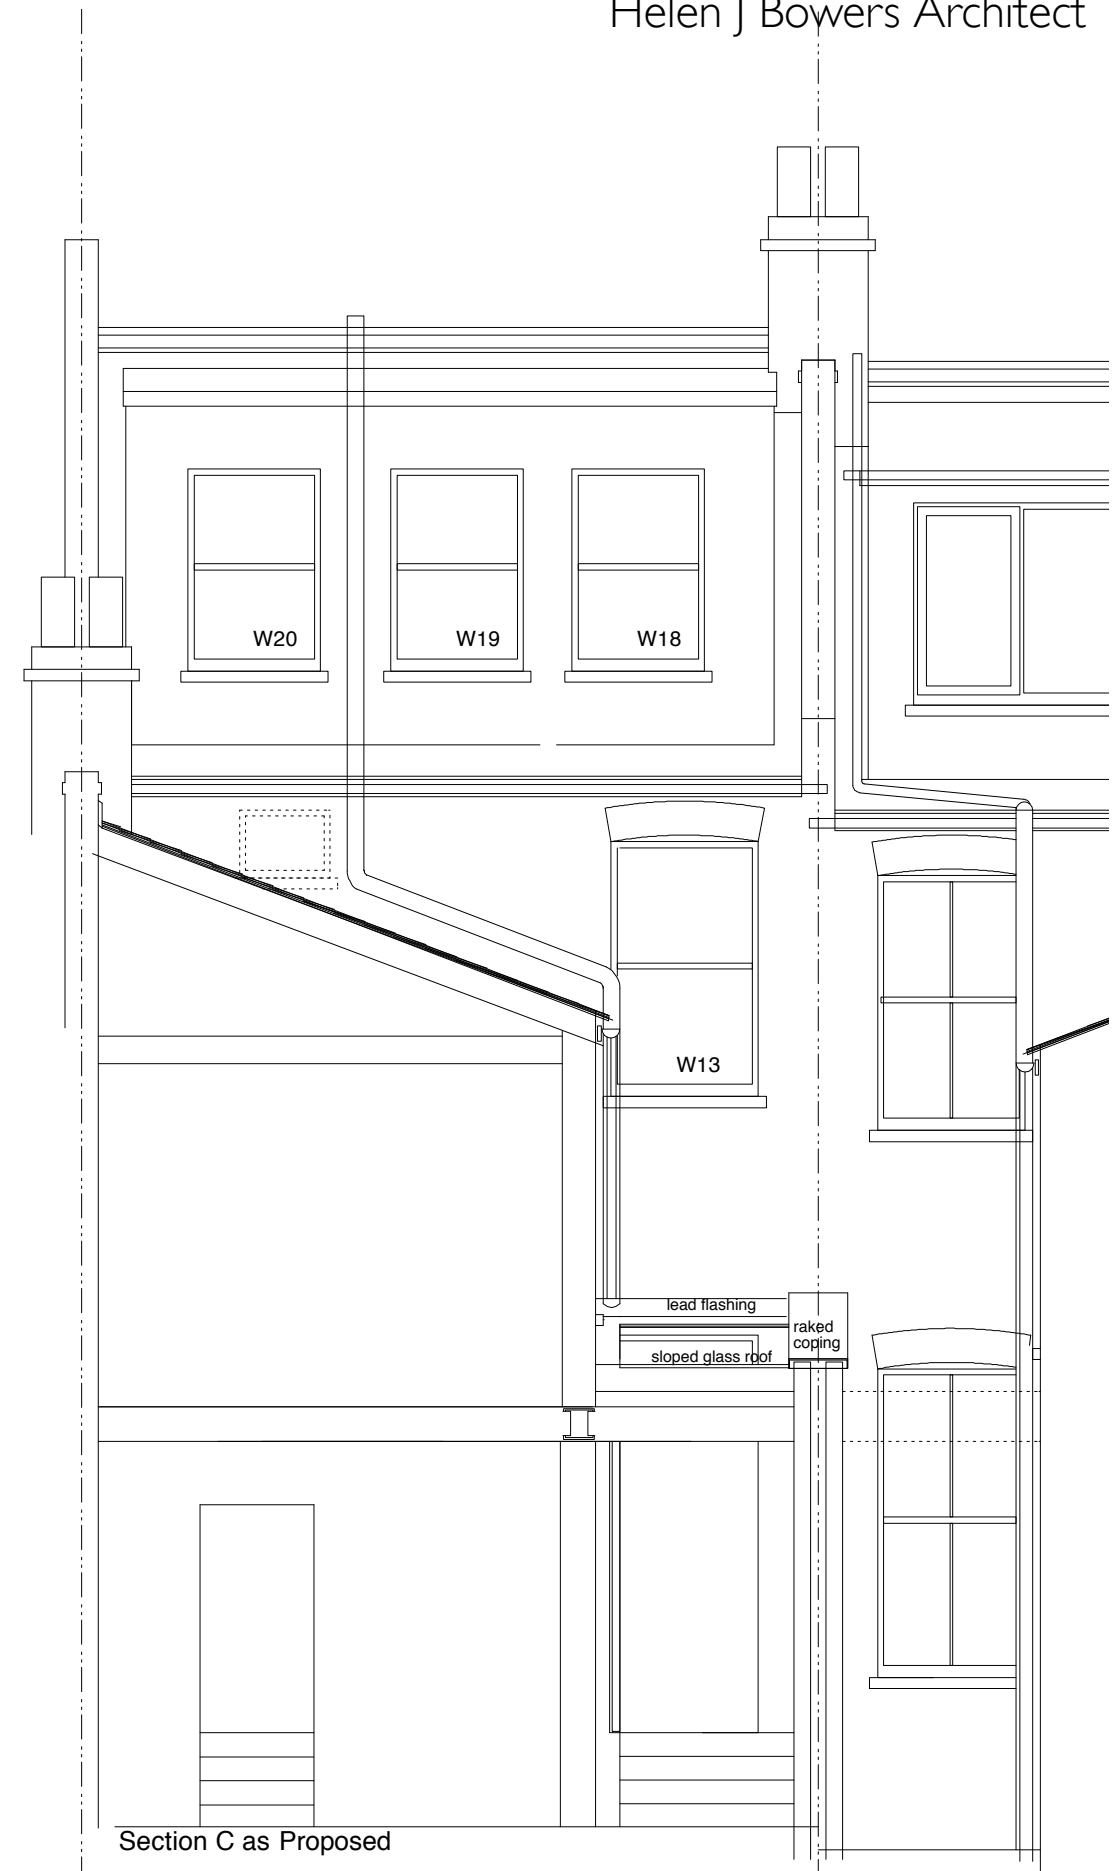 Helen J Bowers Architect
W20
W19
W18
W13
lead flashing
raked
coping
sloped glass roof
Section C as Proposed